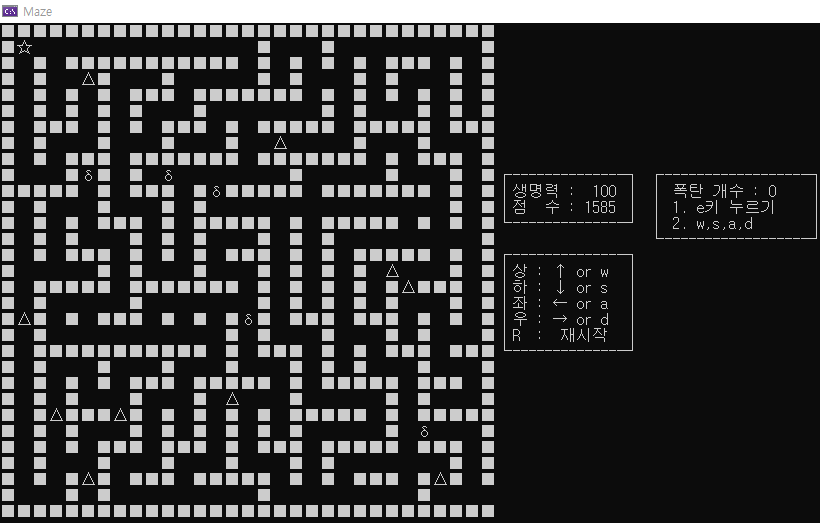 Maze
생명력 : 100
점 수 : 1585
폭탄 개수 : 0
1. e키 누르기
2. w,s,a,d
상 : ↑ or w
하 : ↓ or s
좌 : ← or a
우 : → or d
R : 재시작